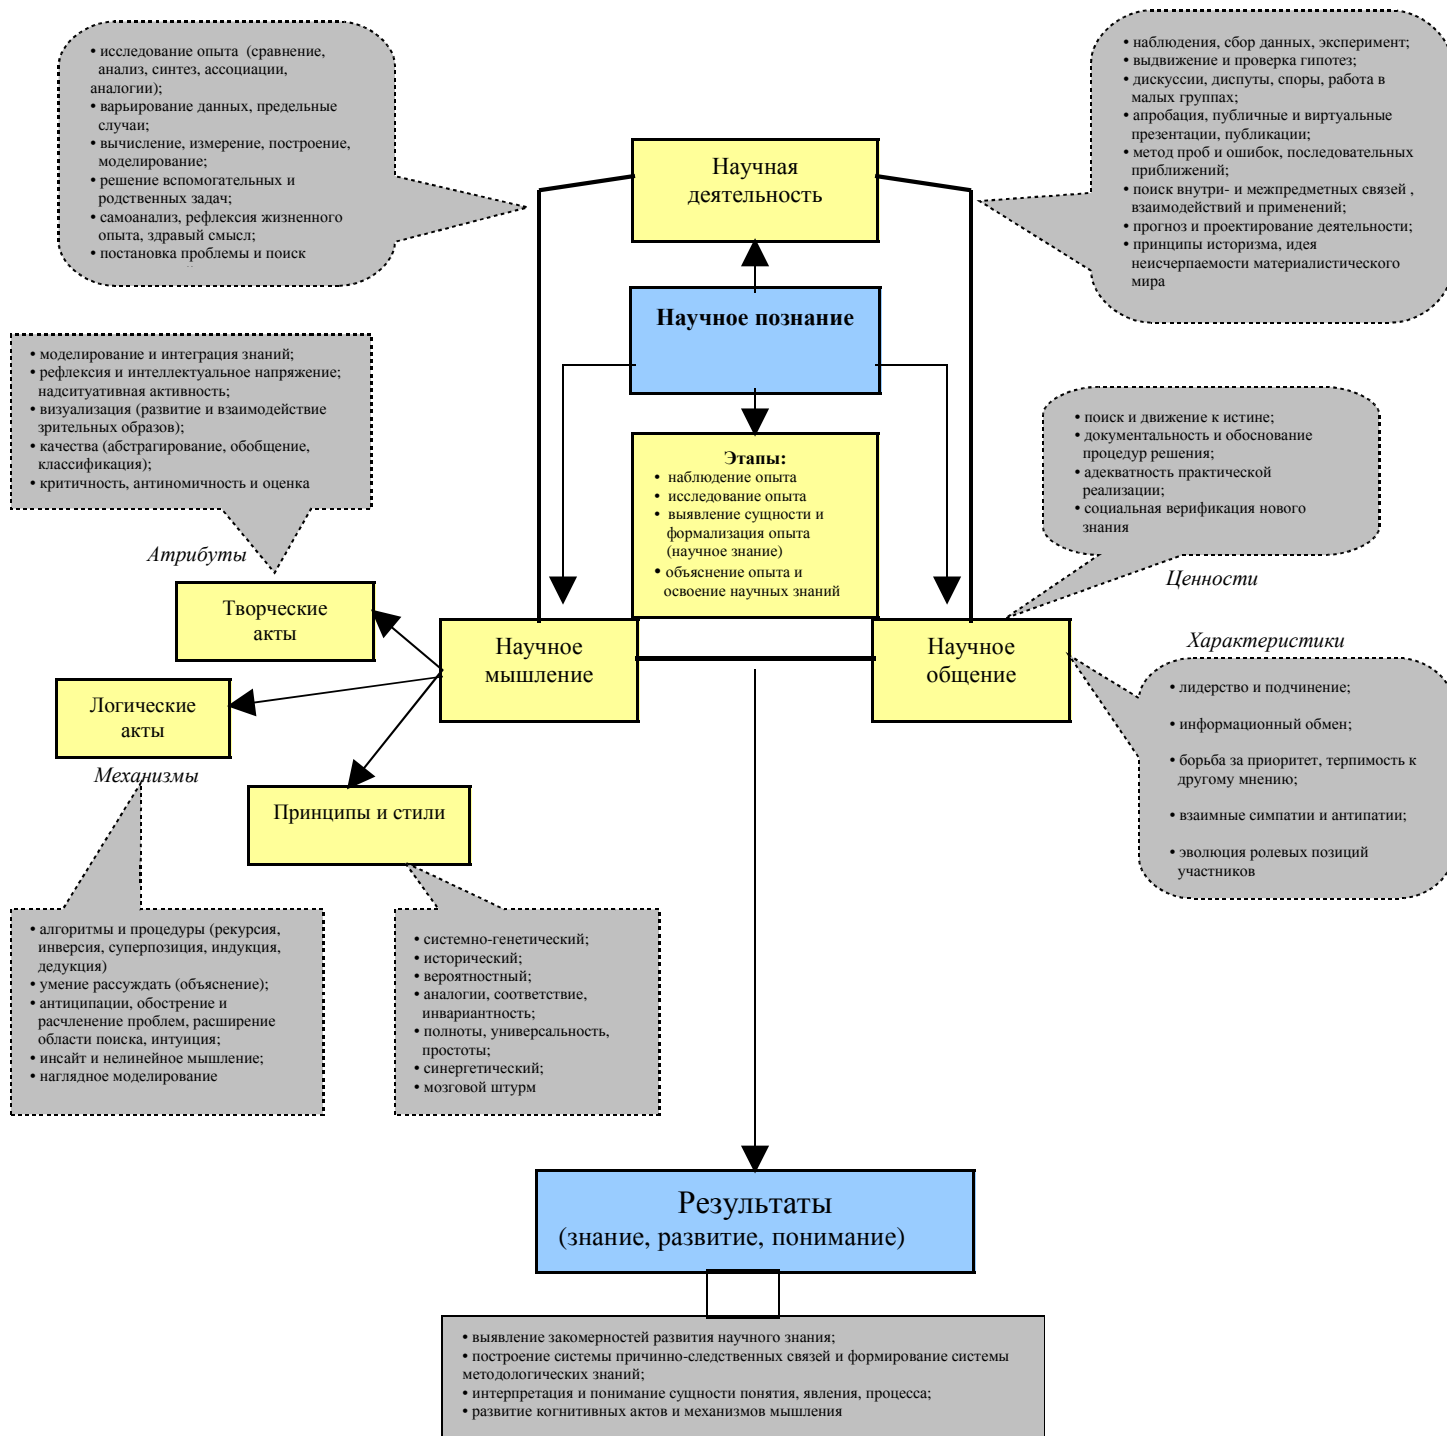 • исследование опыта (сравнение,
анализ, синтез, ассоциации,
аналогии);
• варьирование данных, предельные
случаи;
• вычисление, измерение, построение,
моделирование;
• решение вспомогательных и
родственных задач;
• самоанализ, рефлексия жизненного
опыта, здравый смысл;
• постановка проблемы и поиск
• наблюдения, сбор данных, эксперимент;
• выдвижение и проверка гипотез;
• дискуссии, диспуты, споры, работа в
малых группах;
• апробация, публичные и виртуальные
презентации, публикации;
• метод проб и ошибок, последовательных
приближений;
• поиск внутри- и межпредметных связей ,
взаимодействий и применений;
• прогноз и проектирование деятельности;
• принципы историзма, идея
неисчерпаемости материалистического
мира
Научная
деятельность
Научное познание
• моделирование и интеграция знаний;
• рефлексия и интеллектуальное напряжение;
надситуативная активность;
• визуализация (развитие и взаимодействие
зрительных образов);
• качества (абстрагирование, обобщение,
классификация);
• критичность, антиномичность и оценка
Этапы:
• наблюдение опыта
• исследование опыта
• выявление сущности и
формализация опыта
(научное знание)
• объяснение опыта и
освоение научных знаний
• поиск и движение к истине;
• документальность и обоснование
процедур решения;
• адекватность практической
реализации;
• социальная верификация нового
знания
Атрибуты
Ценности
Творческие
акты
Научное
мышление
Научное
общение
Характеристики
Логические
акты
Механизмы
Принципы и стили
• лидерство и подчинение;
• информационный обмен;
• борьба за приоритет, терпимость к
другому мнению;
• взаимные симпатии и антипатии;
• эволюция ролевых позиций
участников
• алгоритмы и процедуры (рекурсия,
инверсия, суперпозиция, индукция,
дедукция)
• умение рассуждать (объяснение);
• антиципации, обострение и
расчленение проблем, расширение
области поиска, интуиция;
• инсайт и нелинейное мышление;
• наглядное моделирование
• системно-генетический;
• исторический;
• вероятностный;
• аналогии, соответствие,
инвариантность;
• полноты, универсальность,
простоты;
• синергетический;
• мозговой штурм
Результаты
(знание, развитие, понимание)
• выявление закомерностей развития научного знания;
• построение системы причинно-следственных связей и формирование системы
методологических знаний;
• интерпретация и понимание сущности понятия, явления, процесса;
• развитие когнитивных актов и механизмов мышления